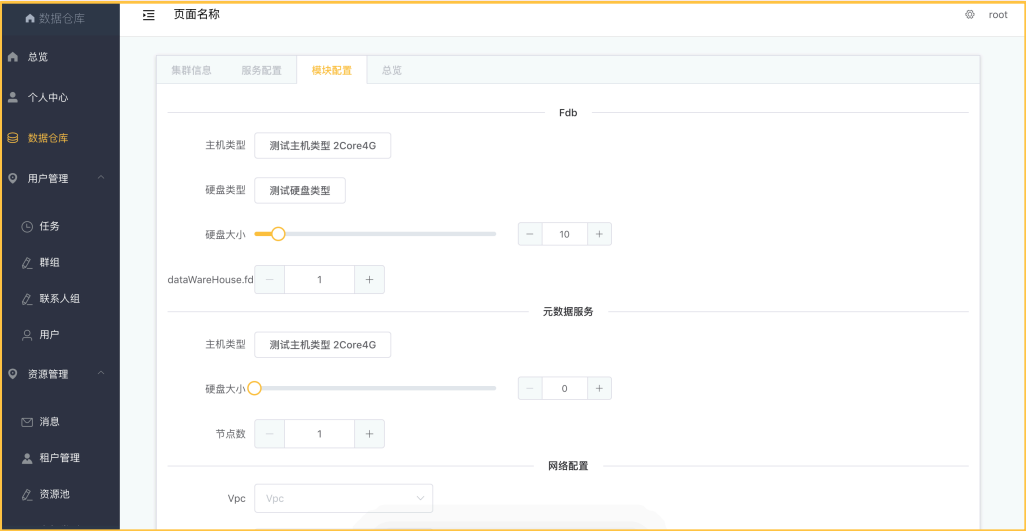 数据仓库
页面名称
root
总览
个人中心
数据仓库
用户管理
任务
群组
联系人组
用户
资源管理
消息
租户管理
资源池
集群信息
服务配置
模块配置
总览
Fdb
主机类型
测试主机类型 2Core4G
硬盘类型
测试硬盘类型
硬盘大小
10
dataWareHouse.fd
1
元数据服务
主机类型
测试主机类型 2Core4G
硬盘大小
0
节点数
1
网络配置
Vpc
Vpc